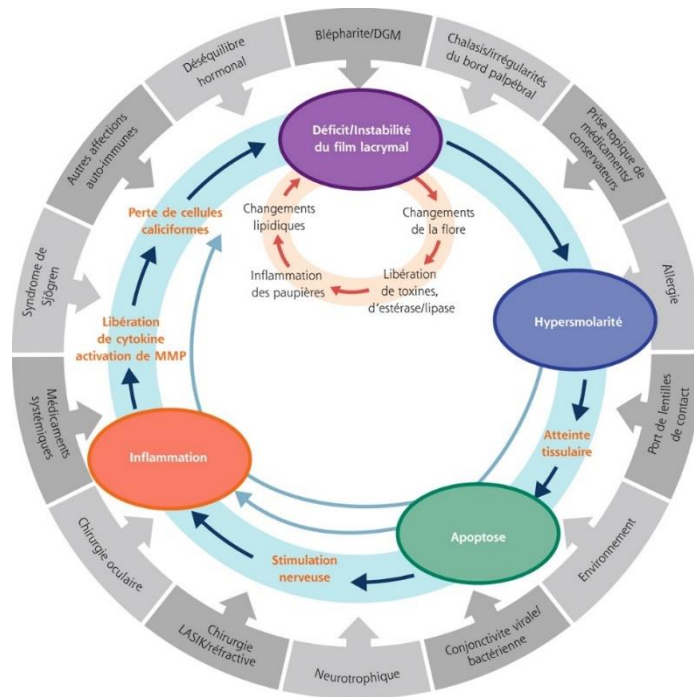 Blépharite/DGM
Chalasis/irrégularités
du bord palpébral
Prise topique de
médicaments/
conservateurs
Allergie
Port de lentilles
de contact
Environnement
Conjonctivite virale/
bactérienne
Neurotrophique
Chirurgie
LASIK/réfractive
Chirurgie oculaire
Médicaments
systémiques
Syndrome de
Sjögren
Autres affections
auto-immunes
Déséquilibre
hormonal
Déficit/Instabilité
du film lacrymal
Hypersmolarité
Atteinte
tissulaire
Apoptose
Stimulation
nerveuse
Inflammation
Libération
de cytokine
activation de MMP
Perte de cellules
caliciformes
Changements
de la flore
Libération
de toxines,
d'estérase/lipase
Inflammation
des paupières
Changements
lipidiques